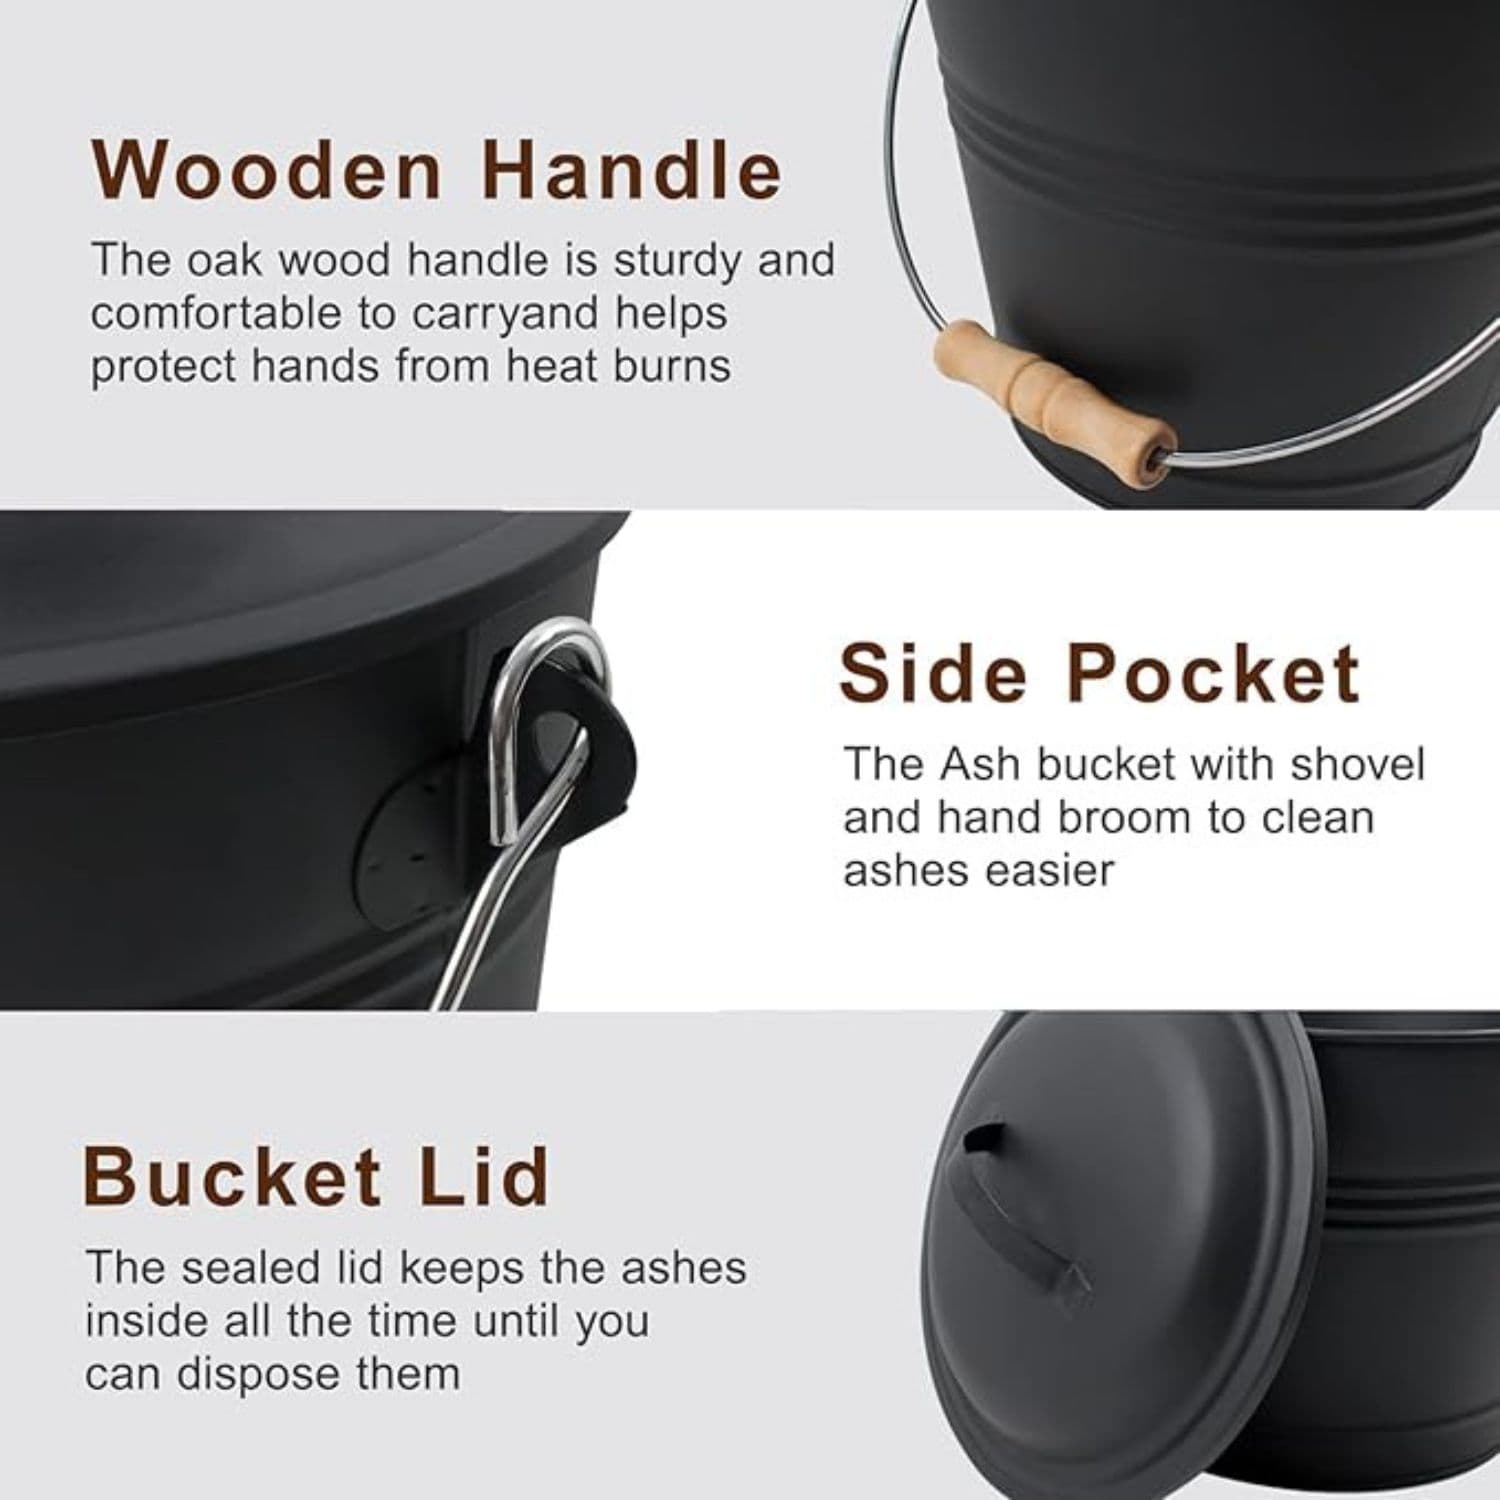 Wooden Handle
The oak wood handle is sturdy and
comfortable to carryand helps
protect hands from heat burns
Side Pocket
The Ash bucket with shovel
and hand broom to clean
ashes easier
Bucket Lid
The sealed lid keeps the ashes
inside all the time until you
can dispose them